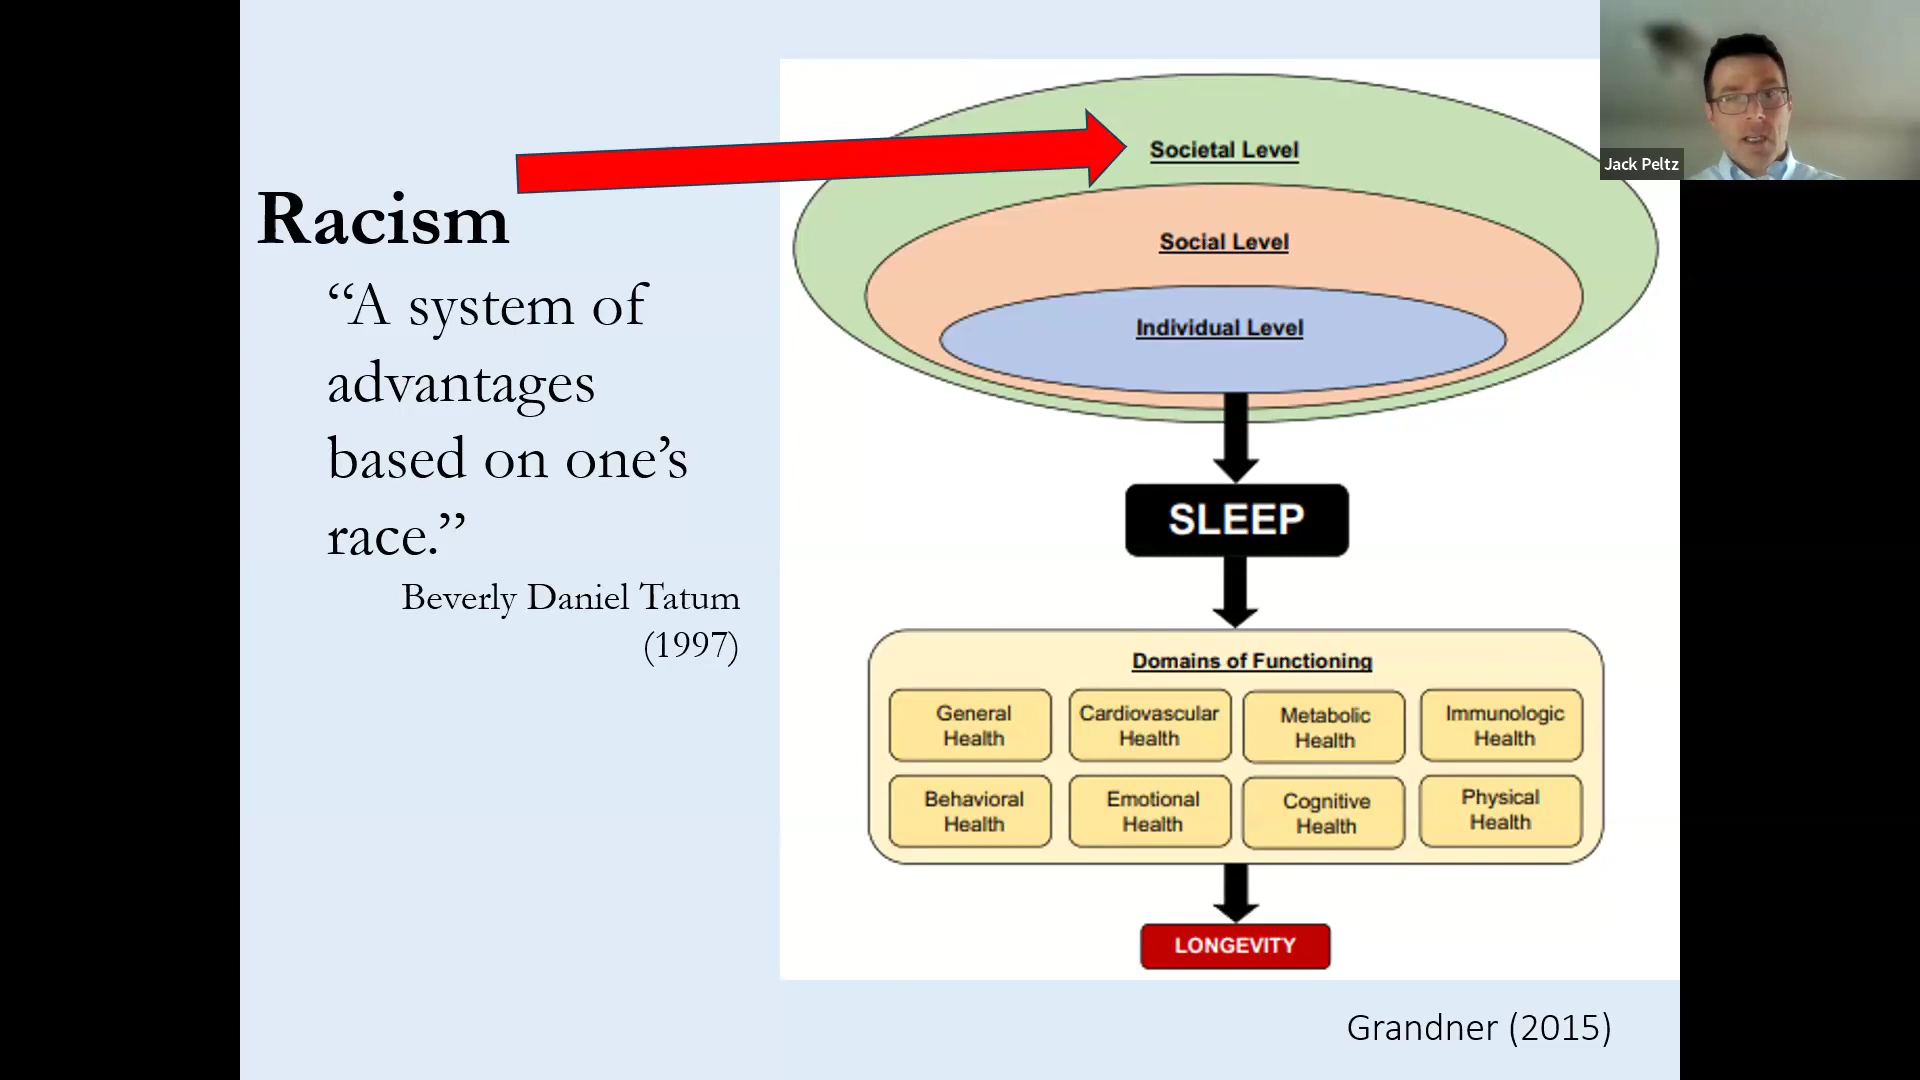 Racism
“A system of
advantages
based on one’s
race.”
Beverly Daniel Tatum
(1997)
Societal Level
Social Level
Individual Level
SLEEP
Domains of Functioning
General
Health
Cardiovascular
Health
Metabolic
Health
Immunologic
Health
Behavioral
Health
Emotional
Health
Cognitive
Health
Physical
Health
LONGEVITY
Grandner (2015)
Jack Peltz